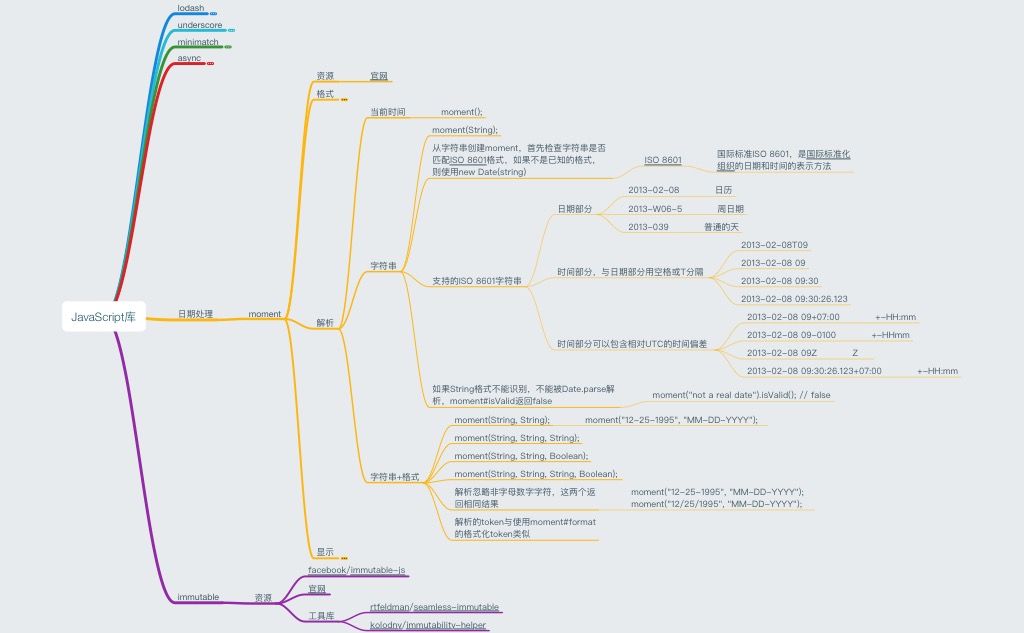 lodash
underscore
minimatch
async
JavaScript库
日期处理
moment
资源
官网
格式
解析
当前时间
moment();
字符串
moment(String);
从字符串创建moment，首先检查字符串是否
匹配ISO 8601格式，如果不是已知的格式，
则使用new Date(string)
ISO 8601
国际标准ISO 8601，是国际标准化
组织的日期和时间的表示方法
支持的ISO 8601字符串
日期部分
2013-02-08 日历
2013-W06-5 周日期
2013-039 普通的天
时间部分，与日期部分用空格或T分隔
2013-02-08T09
2013-02-08 09
2013-02-08 09:30
2013-02-08 09:30:26.123
时间部分可以包含相对UTC的时间偏差
2013-02-08 09+07:00 +-HH:mm
2013-02-08 09-0100 +-HHmm
2013-02-08 09Z Z
2013-02-08 09:30:26.123+07:00 +-HH:mm
如果String格式不能识别，不能被Date.parse解
析，moment#isValid返回false
moment("not a real date").isValid(); // false
字符串+格式
moment(String, String); moment("12-25-1995", "MM-DD-YYYY");
moment(String, String, String);
moment(String, String, Boolean);
moment(String, String, String, Boolean);
解析忽略非字母数字字符，这两个返
回相同结果
moment("12-25-1995", "MM-DD-YYYY");
moment("12/25/1995", "MM-DD-YYYY");
解析的token与使用moment#format
的格式化token类似
显示
immutable
资源
facebook/immutable-js
官网
工具库
rtfeldman/seamless-immutable
kolodny/immutability-helper